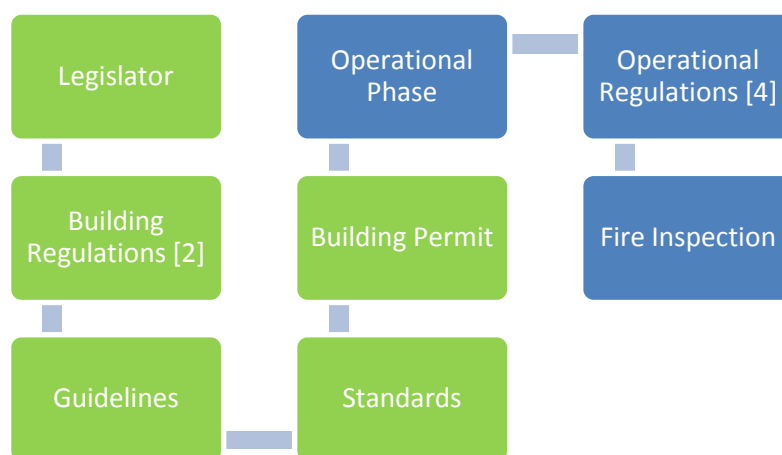 Legislator
Operational
Phase
Operational
Regulations [4]
Building
Regulations [2]
Building Permit
Fire Inspection
Guidelines
Standards